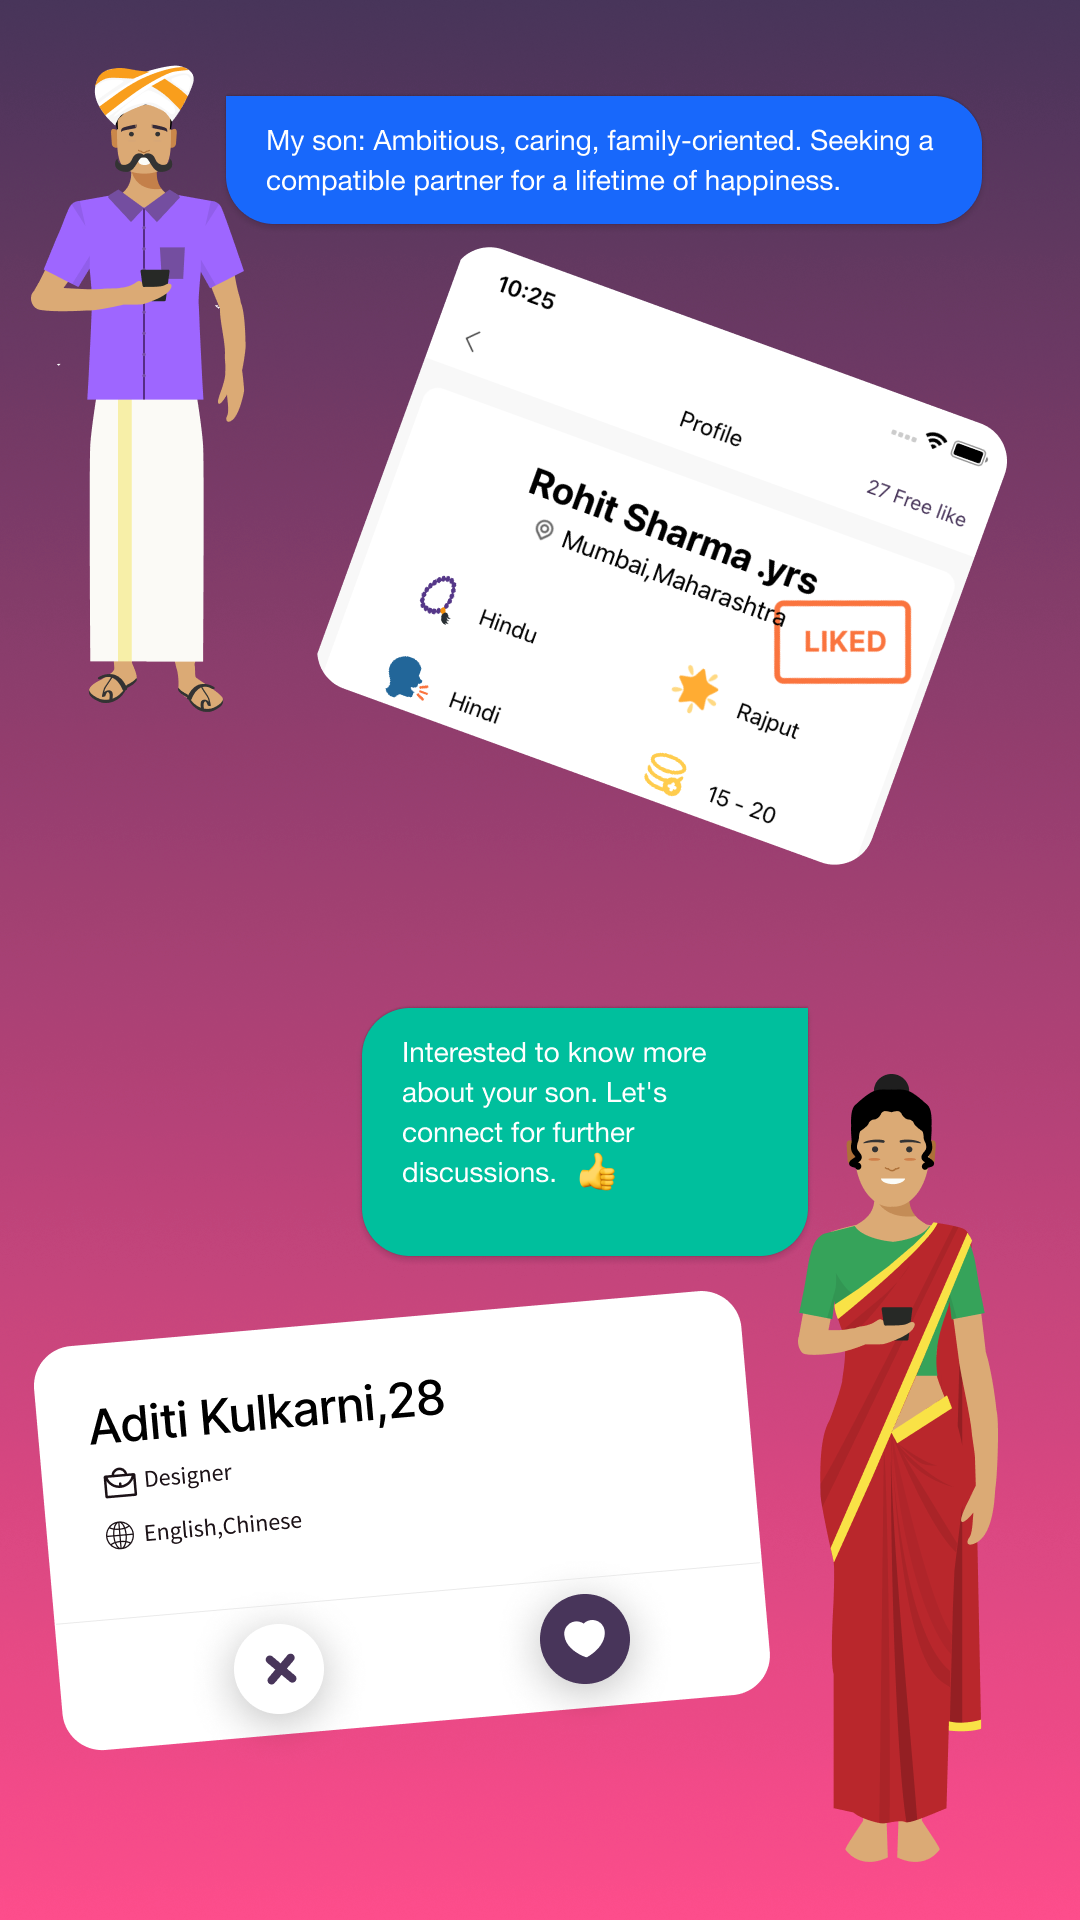 My son: Ambitious, caring, family-oriented. Seeking a
compatible partner for a lifetime of happiness.
10:25
Profile
27 Free like
Rohit Sharma .yrs
Mumbai,Maharashtra
LIKED
Hindu
Rajput
Hindi
15 - 20
Interested to know more
about your son. Let's
connect for further
discussions. 👍
Aditi Kulkarni,28
Designer
English,Chinese